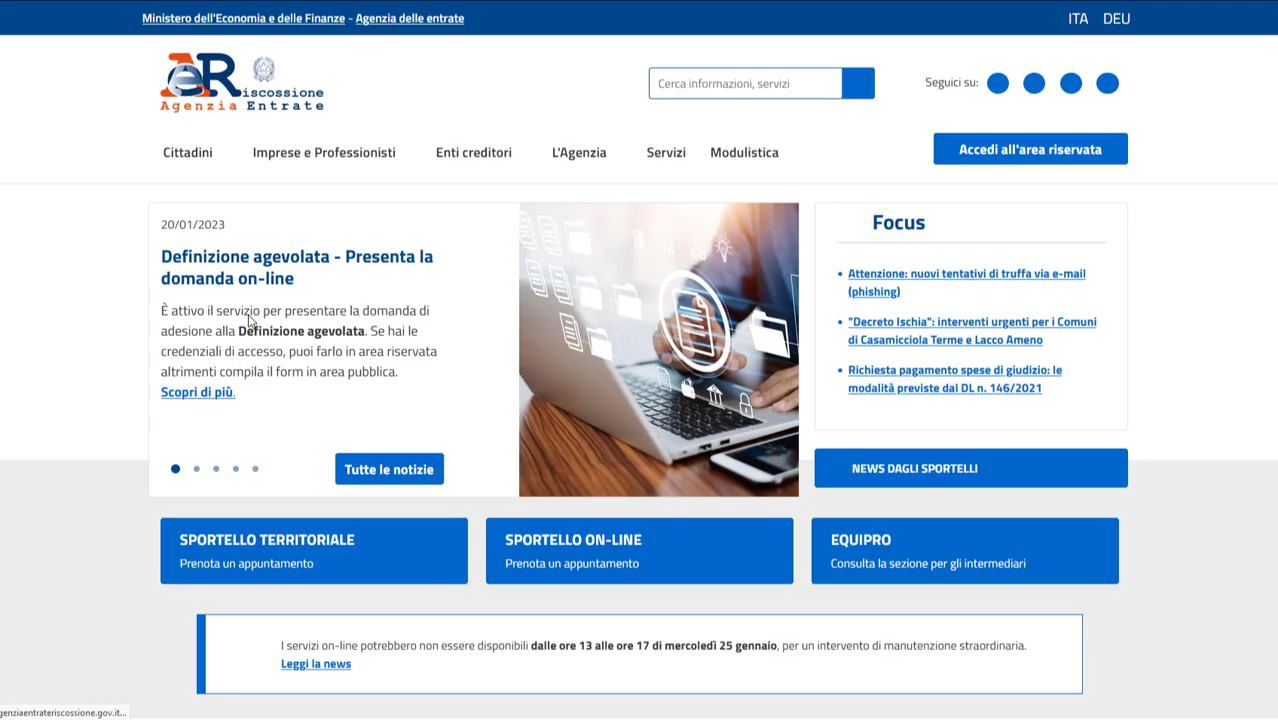 Ministero dell'Economia e delle Finanze - Agenzia delle entrate
ITA DEU
AeR iscossione
Agenzia Entrate
Cerca informazioni, servizi
Seguici su:
Cittadini
Imprese e Professionisti
Enti creditori
L'Agenzia
Servizi
Modulistica
Accedi all'area riservata
20/01/2023
Definizione agevolata - Presenta la
domanda on-line
È attivo il servizio per presentare la domanda di
adesione alla Definizione agevolata. Se hai le
credenziali di accesso, puoi farlo in area riservata
altrimenti compila il form in area pubblica.
Scopri di più.
Tutte le notizie
Focus
Attenzione: nuovi tentativi di truffa via e-mail
(phishing)
"Decreto Ischia": interventi urgenti per i Comuni
di Casamicciola Terme e Lacco Ameno
Richiesta pagamento spese di giudizio: le
modalità previste dal DL n. 146/2021
NEWS DAGLI SPORTELLI
SPORTELLO TERRITORIALE
Prenota un appuntamento
SPORTELLO ON-LINE
Prenota un appuntamento
EQUIPRO
Consulta la sezione per gli intermediari
I servizi on-line potrebbero non essere disponibili dalle ore 13 alle ore 17 di mercoledì 25 gennaio, per un intervento di manutenzione straordinaria.
Leggi la news
genziaentrateriscossione.gov.it...